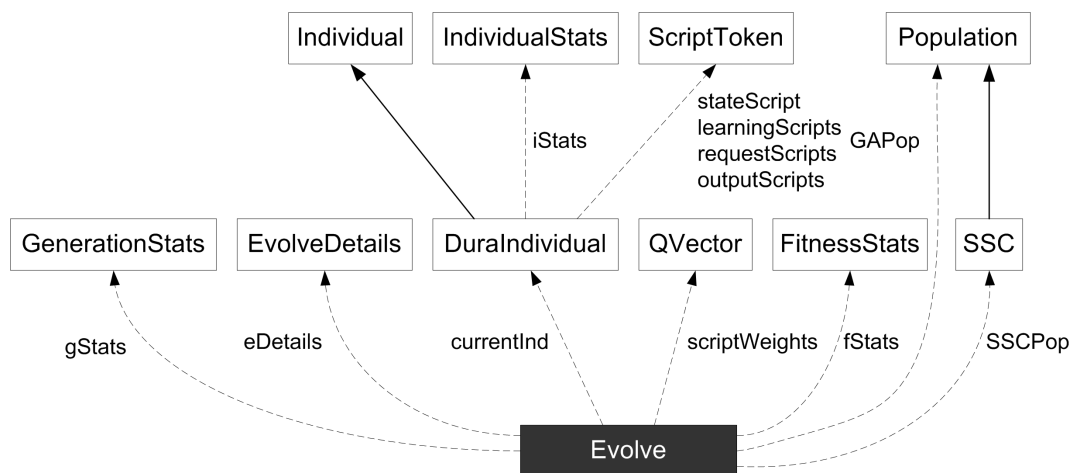 Individual
IndividualStats
ScriptToken
Population
stateScript
learningScripts
requestScripts
outputScripts
iStats
GAPop
GenerationStats
EvolveDetails
DuraIndividual
QVector
FitnessStats
SSC
gStats
eDetails
currentInd
scriptWeights
fStats
SSCPop
Evolve